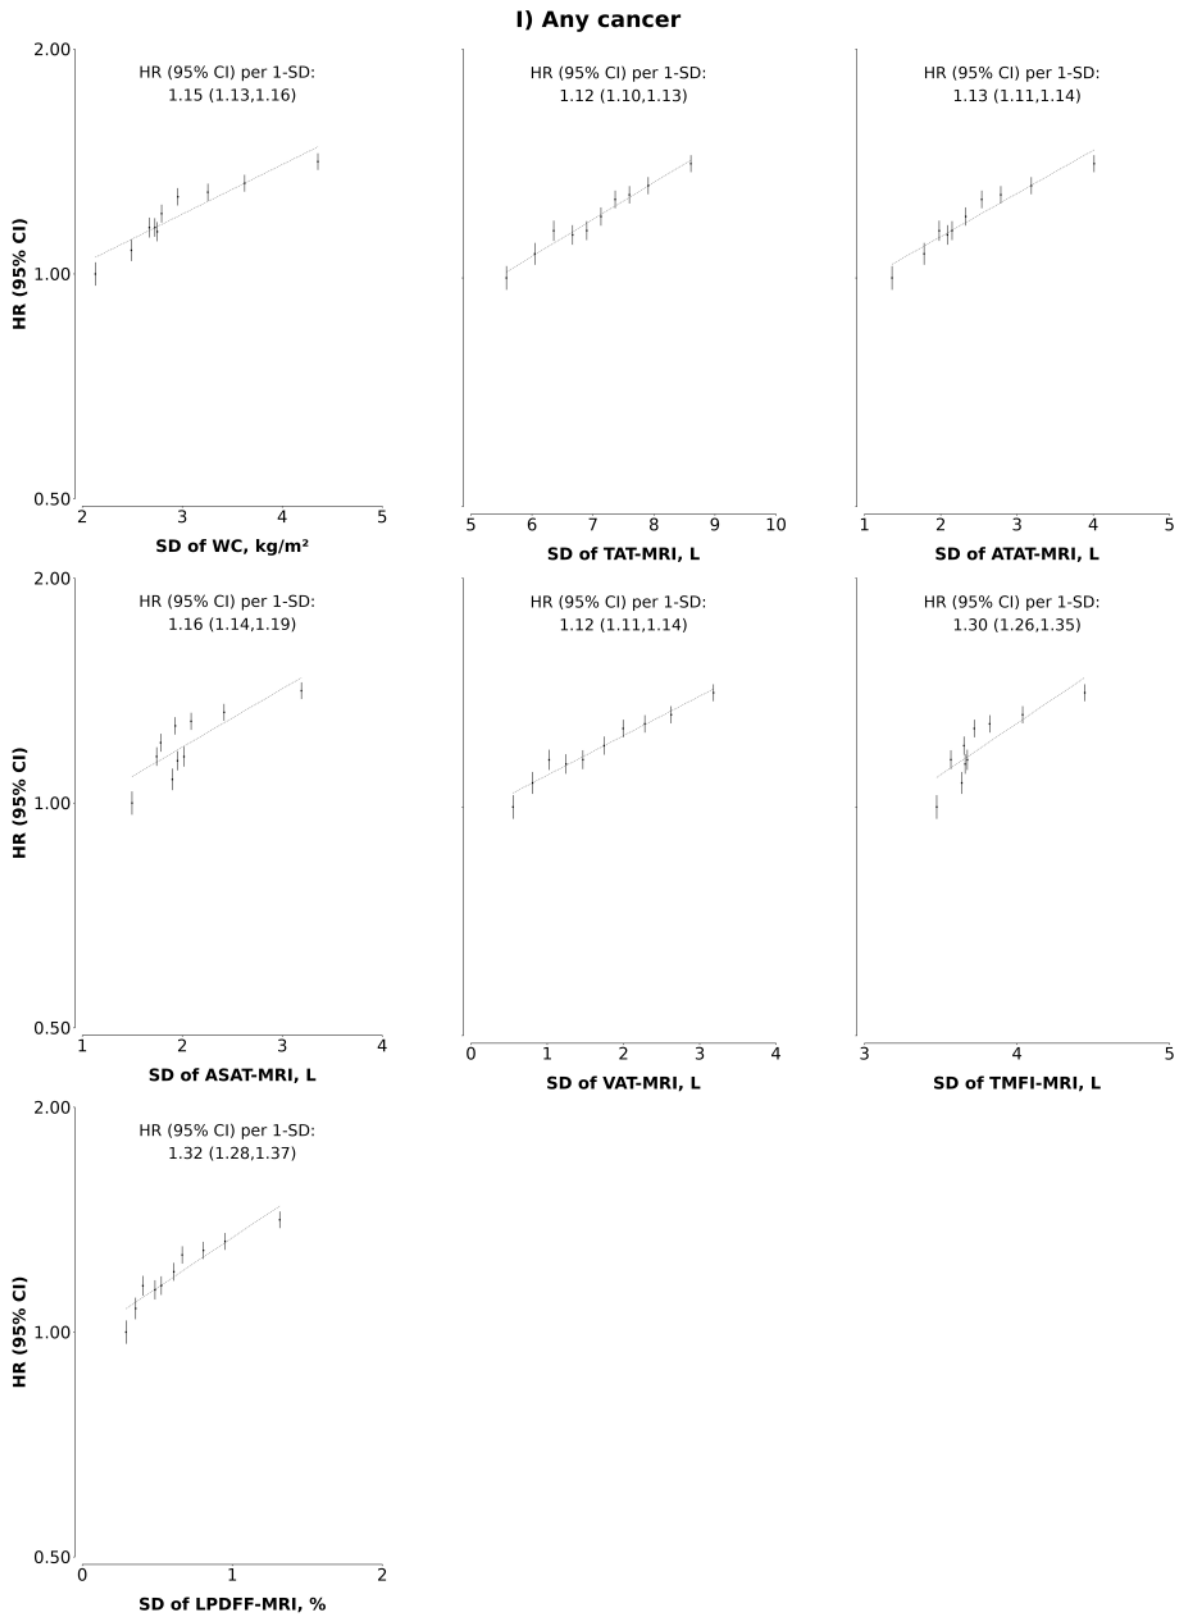 I) Any cancer
HR (95% CI) per 1-SD:
1.15 (1.13,1.16)
HR (95% CI)
2.00
1.00
0.50
2 3 4 5
SD of WC, kg/m²
HR (95% CI) per 1-SD:
1.12 (1.10,1.13)
5 6 7 8 9 10
SD of TAT-MRI, L
HR (95% CI) per 1-SD:
1.13 (1.11,1.14)
1 2 3 4 5
SD of ATAT-MRI, L
HR (95% CI) per 1-SD:
1.16 (1.14,1.19)
HR (95% CI)
2.00
1.00
0.50
1 2 3 4
SD of ASAT-MRI, L
HR (95% CI) per 1-SD:
1.12 (1.11,1.14)
0 1 2 3 4
SD of VAT-MRI, L
HR (95% CI) per 1-SD:
1.30 (1.26,1.35)
3 4 5
SD of TMFI-MRI, L
HR (95% CI) per 1-SD:
1.32 (1.28,1.37)
HR (95% CI)
2.00
1.00
0.50
0 1 2
SD of LPDFF-MRI, %